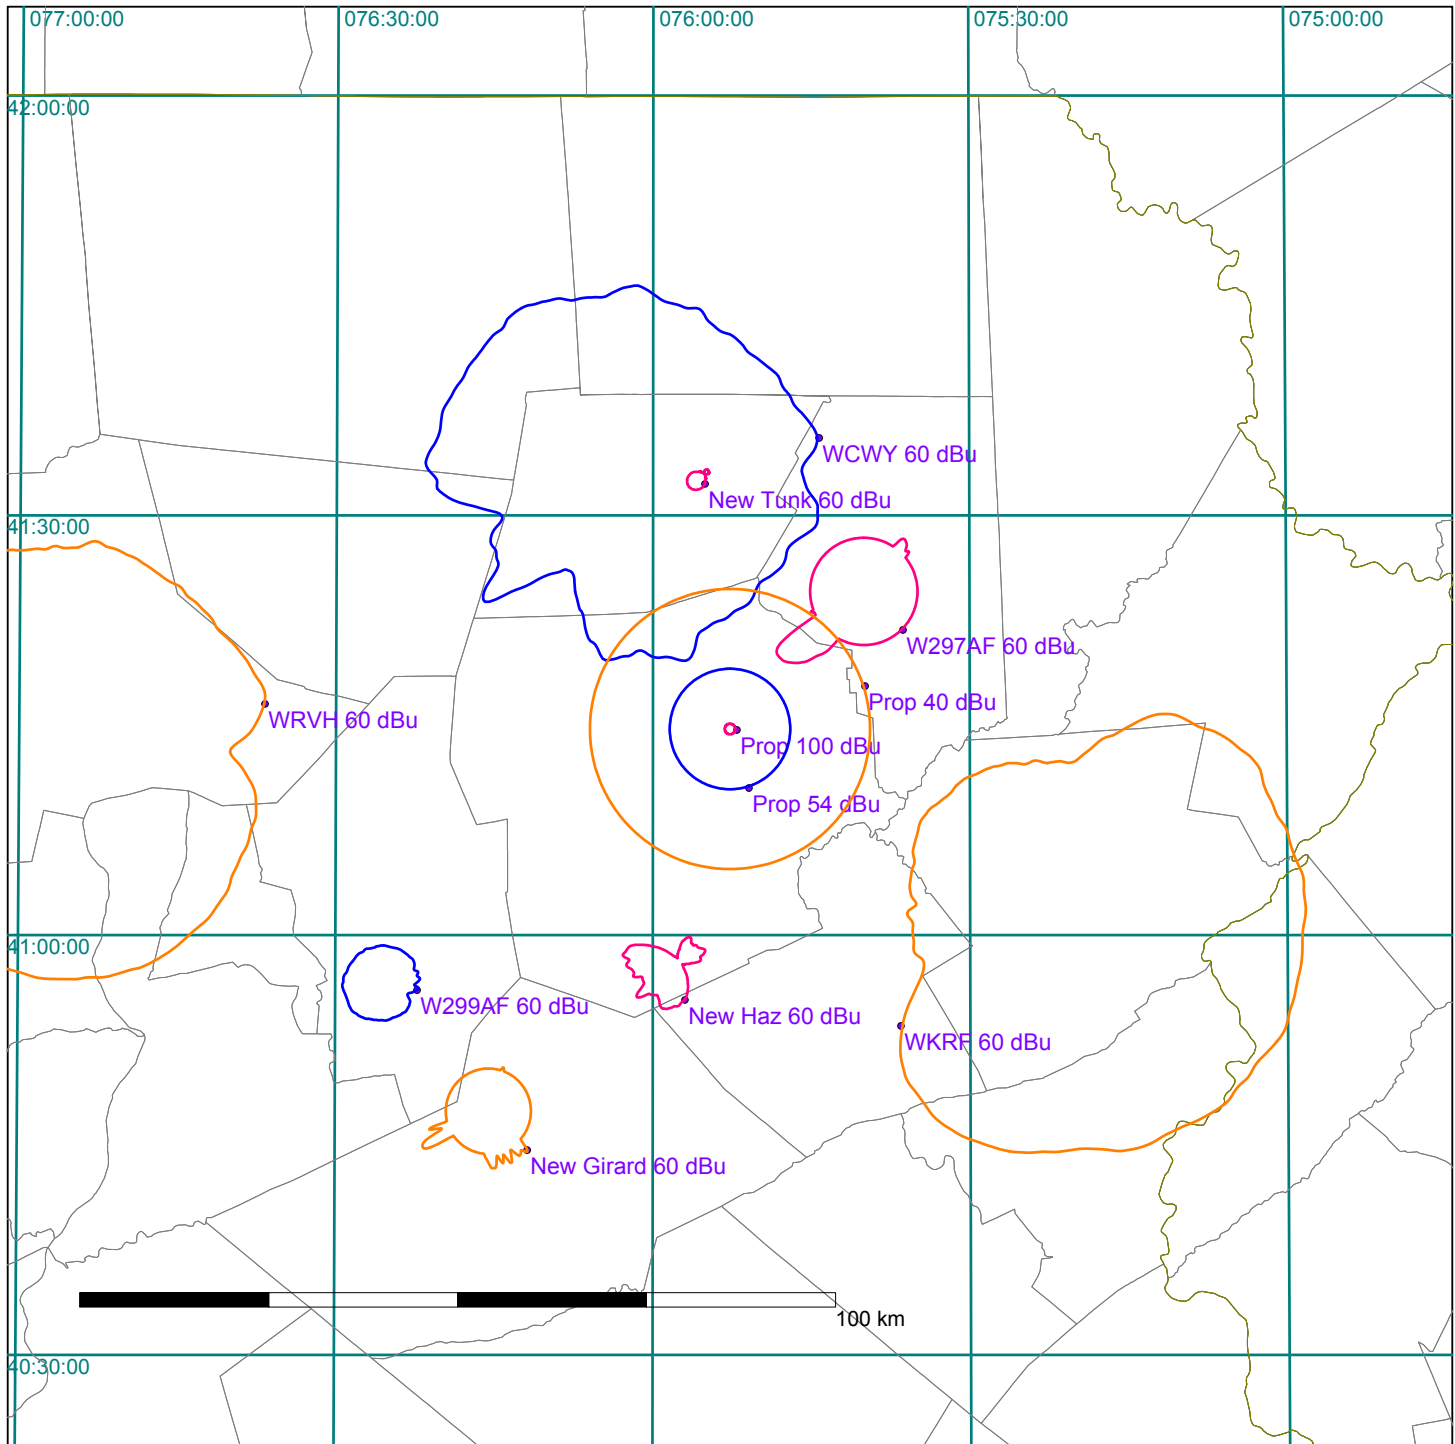 077:00:00
076:30:00
076:00:00
075:30:00
075:00:00
42:00:00
WCWY 60 dBu
New Tunk 60 dBu
41:30:00
W297AF 60 dBu
Prop 40 dBu
WRVH 60 dBu
Prop 100 dBu
Prop 54 dBu
41:00:00
W299AF 60 dBu
New Haz 60 dBu
WKRF 60 dBu
New Girard 60 dBu
100 km
40:30:00